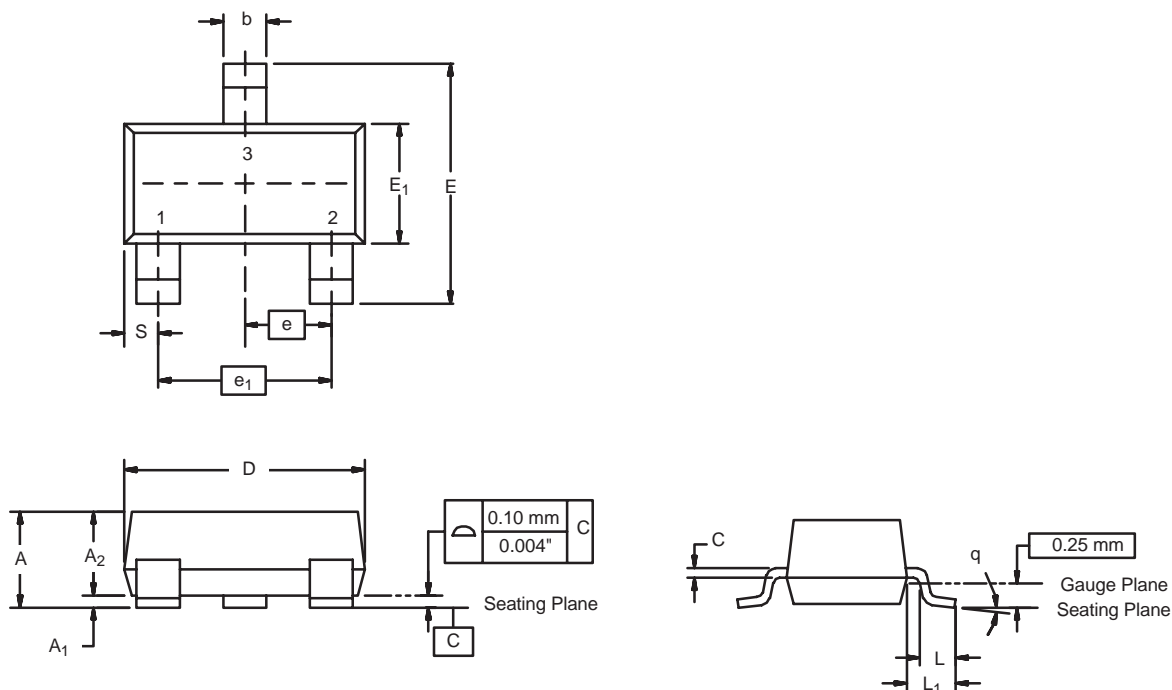 b
3
E₁
E
1
2
S
e
e₁
D
A
A₂
0.10 mm
C
0.004"
Seating Plane
A₁
C
C
q
0.25 mm
Gauge Plane
Seating Plane
L
L₁